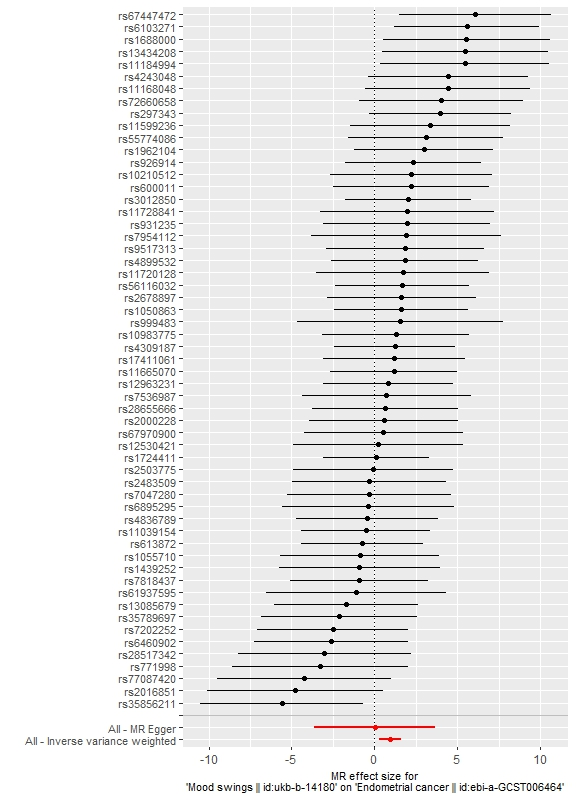 rs67447472
rs6103271
rs1688000
rs13434208
rs11184994
rs4243048
rs11168048
rs72660658
rs297343
rs11599236
rs55774086
rs1962104
rs926914
rs10210512
rs600011
rs3012850
rs11728841
rs931235
rs7954112
rs9517313
rs4899532
rs11720128
rs56116032
rs2678897
rs1050863
rs999483
rs10983775
rs4309187
rs17411061
rs11665070
rs12963231
rs7536987
rs28655666
rs2000228
rs67970900
rs12530421
rs1724411
rs2503775
rs2483509
rs7047280
rs6895295
rs4836789
rs11039154
rs613872
rs1055710
rs1439252
rs7818437
rs61937595
rs13085679
rs35789697
rs7202252
rs6460902
rs28517342
rs771998
rs77087420
rs2016851
rs35856211
All - MR Egger
All - Inverse variance weighted
-10 -5 0 5 10
MR effect size for
'Mood swings || id:ukb-b-14180' on 'Endometrial cancer || id:ebi-a-GCST006464'